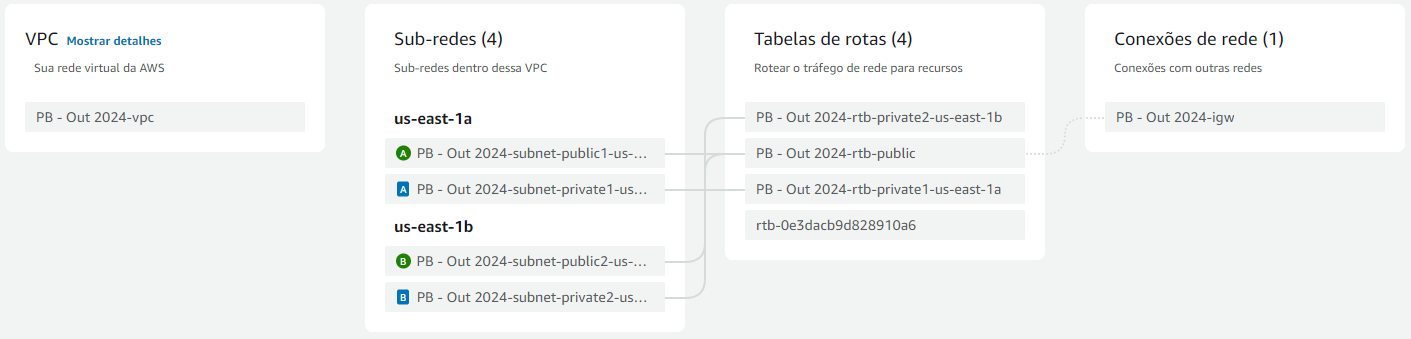 VPC Mostrar detalhes
Sua rede virtual da AWS
PB - Out 2024-vpc
Sub-redes (4)
Sub-redes dentro dessa VPC
us-east-1a
A PB - Out 2024-subnet-public1-us-...
A PB - Out 2024-subnet-private1-us...
us-east-1b
B PB - Out 2024-subnet-public2-us-...
B PB - Out 2024-subnet-private2-us...
Tabelas de rotas (4)
Rotear o tráfego de rede para recursos
PB - Out 2024-rtb-private2-us-east-1b
PB - Out 2024-rtb-public
PB - Out 2024-rtb-private1-us-east-1a
rtb-0e3dacb9d828910a6
Conexões de rede (1)
Conexões com outras redes
PB - Out 2024-igw